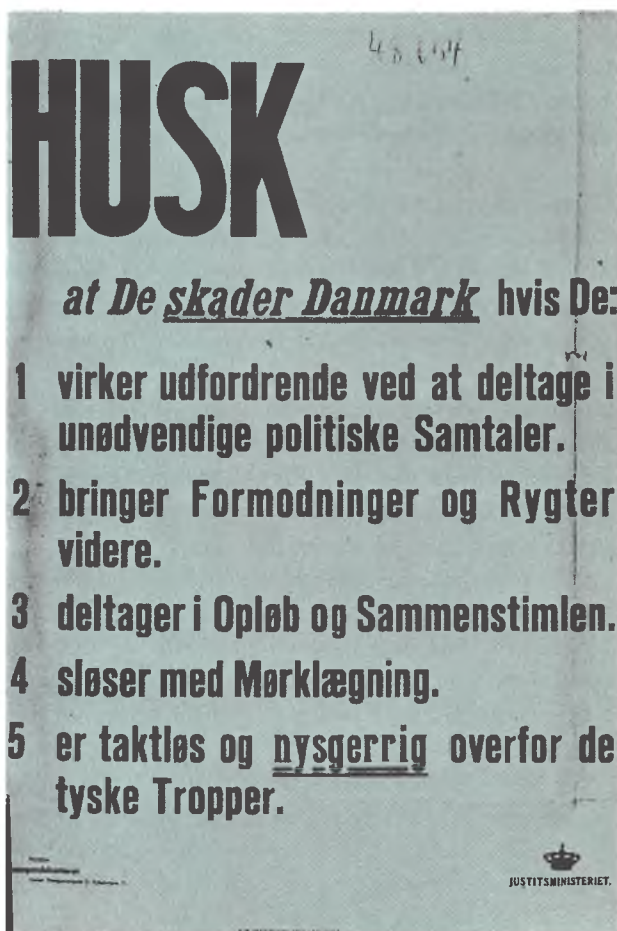 HUSK
at De skader Danmark hvis De:
1 virker udfordrende ved at deltage i
unødvendige politiske Samtaler.
2 bringer Formodninger og Rygter
videre.
3 deltager i Opløb og Sammenstimlen.
4 sløser med Mørklægning.
5 er taktløs og nysgerrig overfor de
tyske Tropper.
JUSTITSMINISTERIET.